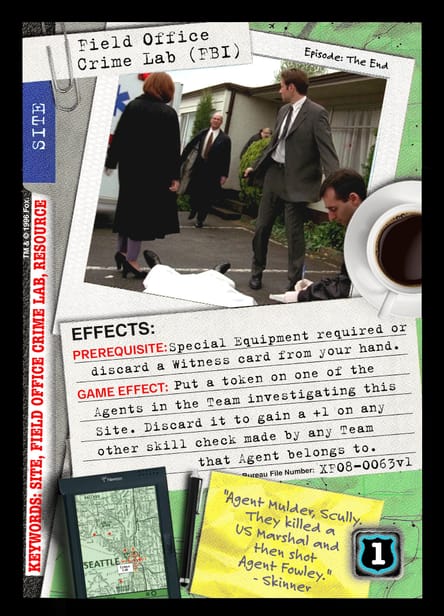 Field Office
Crime Lab (FBI)
Episode: The End
SITE
TM & © 1996 Fox.
KEYWORDS: SITE, FIELD OFFICE CRIME LAB, RESOURCE
EFFECTS:
PREREQUISITE: Special Equipment required or
discard a Witness card from your hand.
GAME EFFECT: Put a token on one of the
Agents in the Team investigating this
Site. Discard it to gain a +1 on any
other skill check made by any Team
that Agent belongs to.
Bureau File Number: XF08-0063v1
Newton
SEATTLE
"Agent Mulder, Scully.
They killed a
US Marshal and
then shot
Agent Fowley."
- Skinner
1